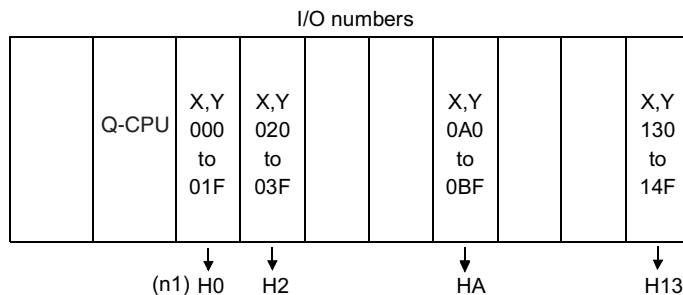 I/O numbers
Q-CPU
X,Y
000
to
01F
X,Y
020
to
03F
X,Y
0A0
to
0BF
X,Y
130
to
14F
(n1) H0 H2 HA H13